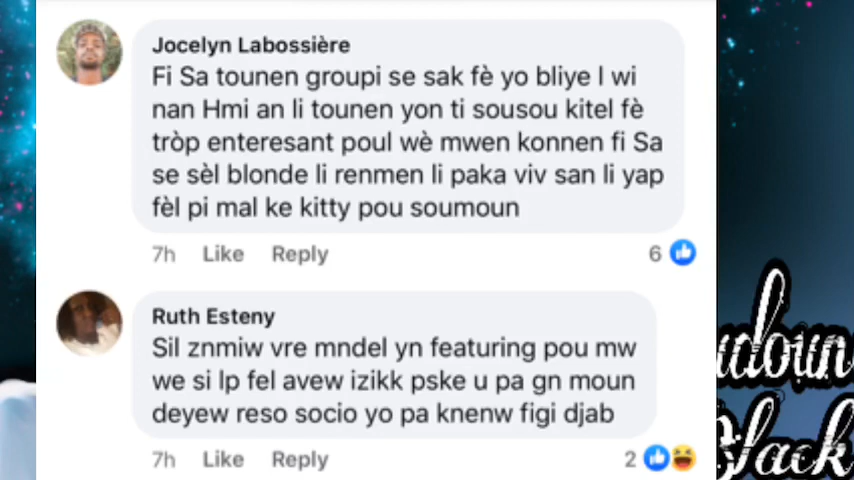 Jocelyn Labossière
Fi Sa tounen groupi se sak fè yo bliye l wi
nan Hmi an li tounen yon ti sousou kitel fè
tròp enteresant poul wè mwen konnen fi Sa
se sèl blonde li renmen li paka viv san li yap
fèl pi mal ke kitty pou soumoun
7h Like Reply 6
Ruth Esteny
Sil znmiw vre mndel yn featuring pou mw
we si lp fel avew izikk pske u pa gn moun
deyew reso socio yo pa knenw figi djab
7h Like Reply 2
udoun
Black